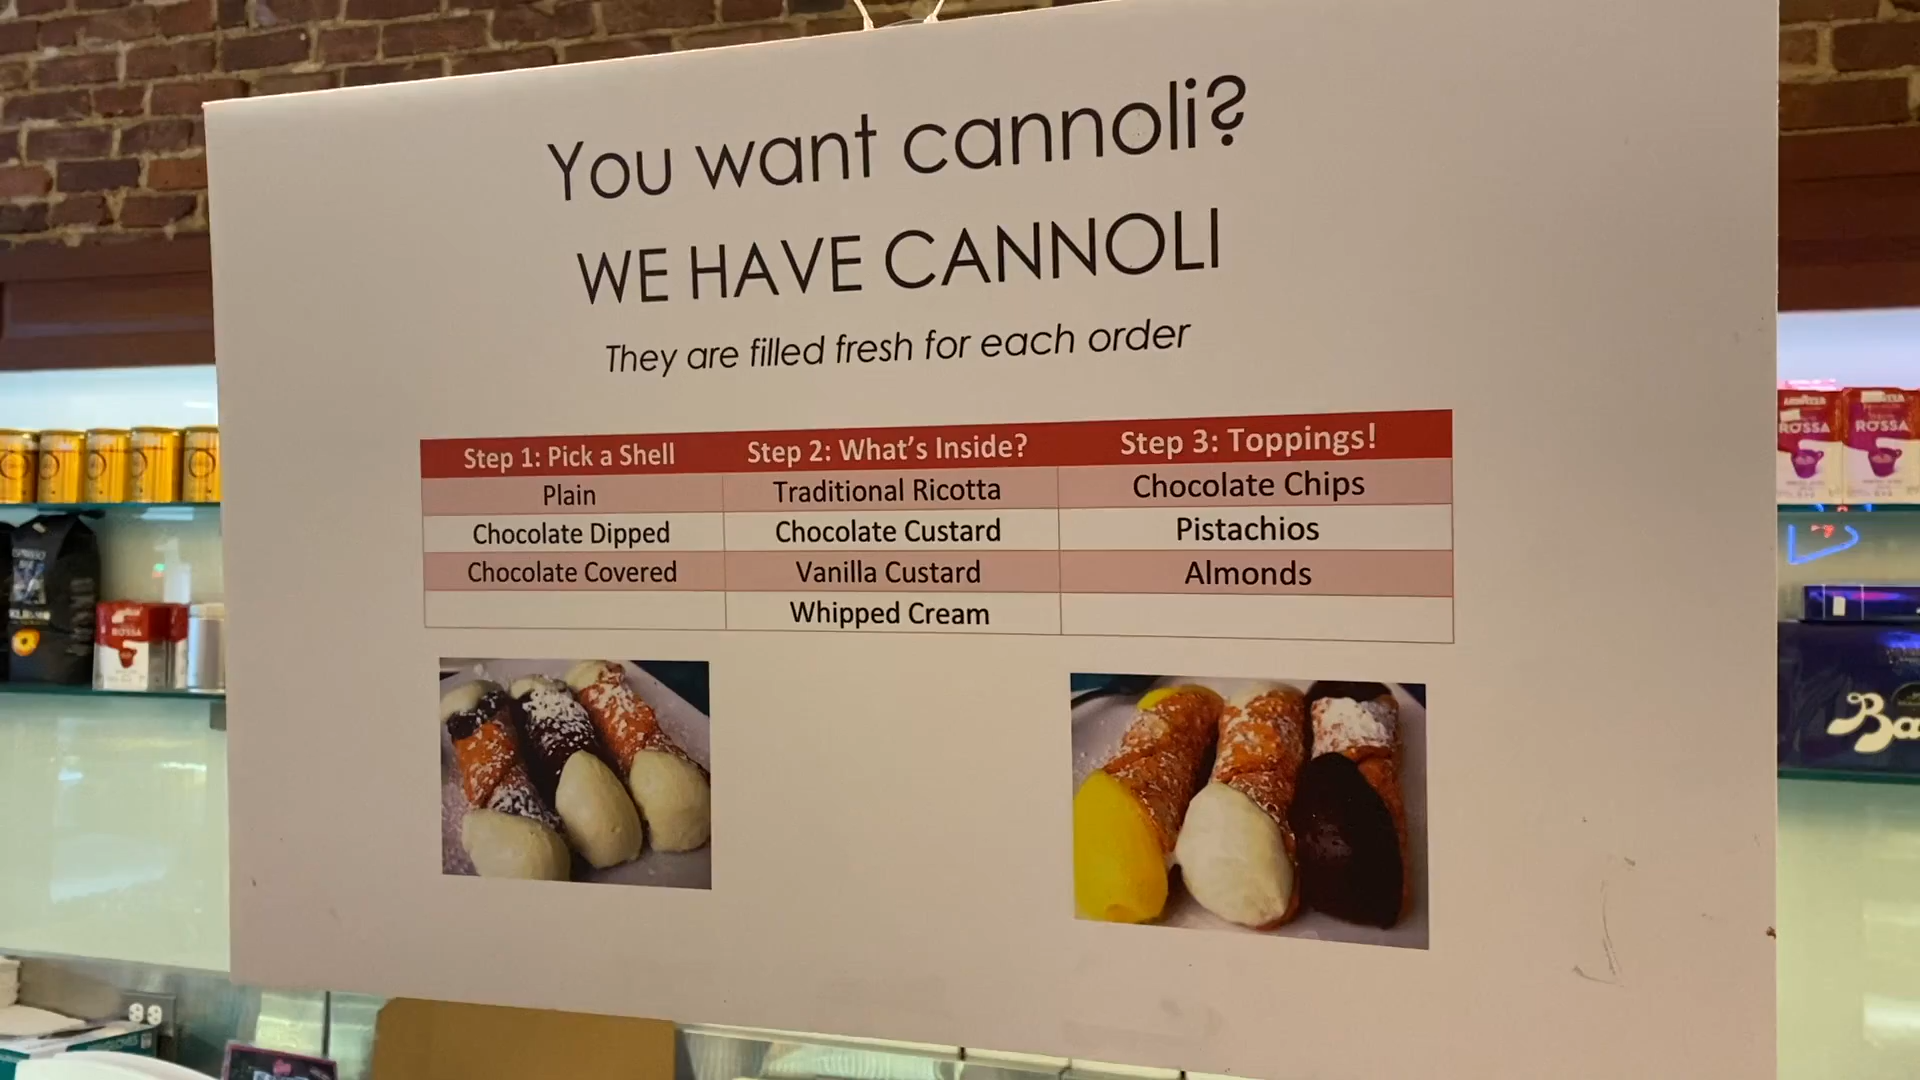 You want cannoli?
WE HAVE CANNOLI
They are filled fresh for each order
Step 1: Pick a Shell Step 2: What's Inside? Step 3: Toppings!
Plain Traditional Ricotta Chocolate Chips
Chocolate Dipped Chocolate Custard Pistachios
Chocolate Covered Vanilla Custard Almonds
Whipped Cream
ROSSA ROSSA
ROSSA
Ba